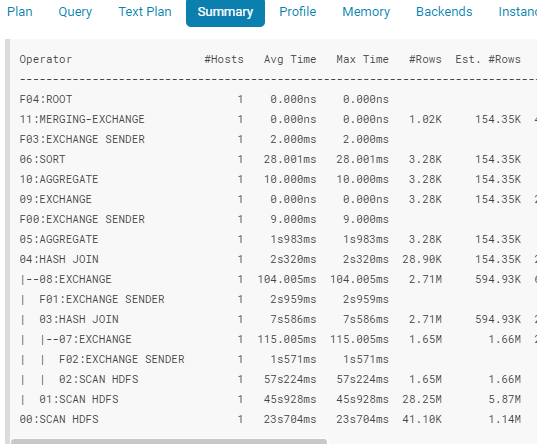 Plan Query Text Plan Summary Profile Memory Backends Instanc
Operator #Hosts Avg Time Max Time #Rows Est. #Rows
--------------------------------------------------------------------------------
F04:ROOT 1 0.000ns 0.000ns
11:MERGING-EXCHANGE 1 0.000ns 0.000ns 1.02K 154.35K 4
F03:EXCHANGE SENDER 1 2.000ms 2.000ms
06:SORT 1 28.001ms 28.001ms 3.28K 154.35K
10:AGGREGATE 1 10.000ms 10.000ms 3.28K 154.35K
09:EXCHANGE 1 0.000ns 0.000ns 3.28K 154.35K 2
F00:EXCHANGE SENDER 1 9.000ms 9.000ms
05:AGGREGATE 1 1s983ms 1s983ms 3.28K 154.35K
04:HASH JOIN 1 2s320ms 2s320ms 28.90K 154.35K 2
|--08:EXCHANGE 1 104.005ms 104.005ms 2.71M 594.93K 6
| F01:EXCHANGE SENDER 1 2s959ms 2s959ms
| 03:HASH JOIN 1 7s586ms 7s586ms 2.71M 594.93K 2
| |--07:EXCHANGE 1 115.005ms 115.005ms 1.65M 1.66M 2
| | F02:EXCHANGE SENDER 1 1s571ms 1s571ms
| | 02:SCAN HDFS 1 57s224ms 57s224ms 1.65M 1.66M
| 01:SCAN HDFS 1 45s928ms 45s928ms 28.25M 5.87M
00:SCAN HDFS 1 23s704ms 23s704ms 41.10K 1.14M